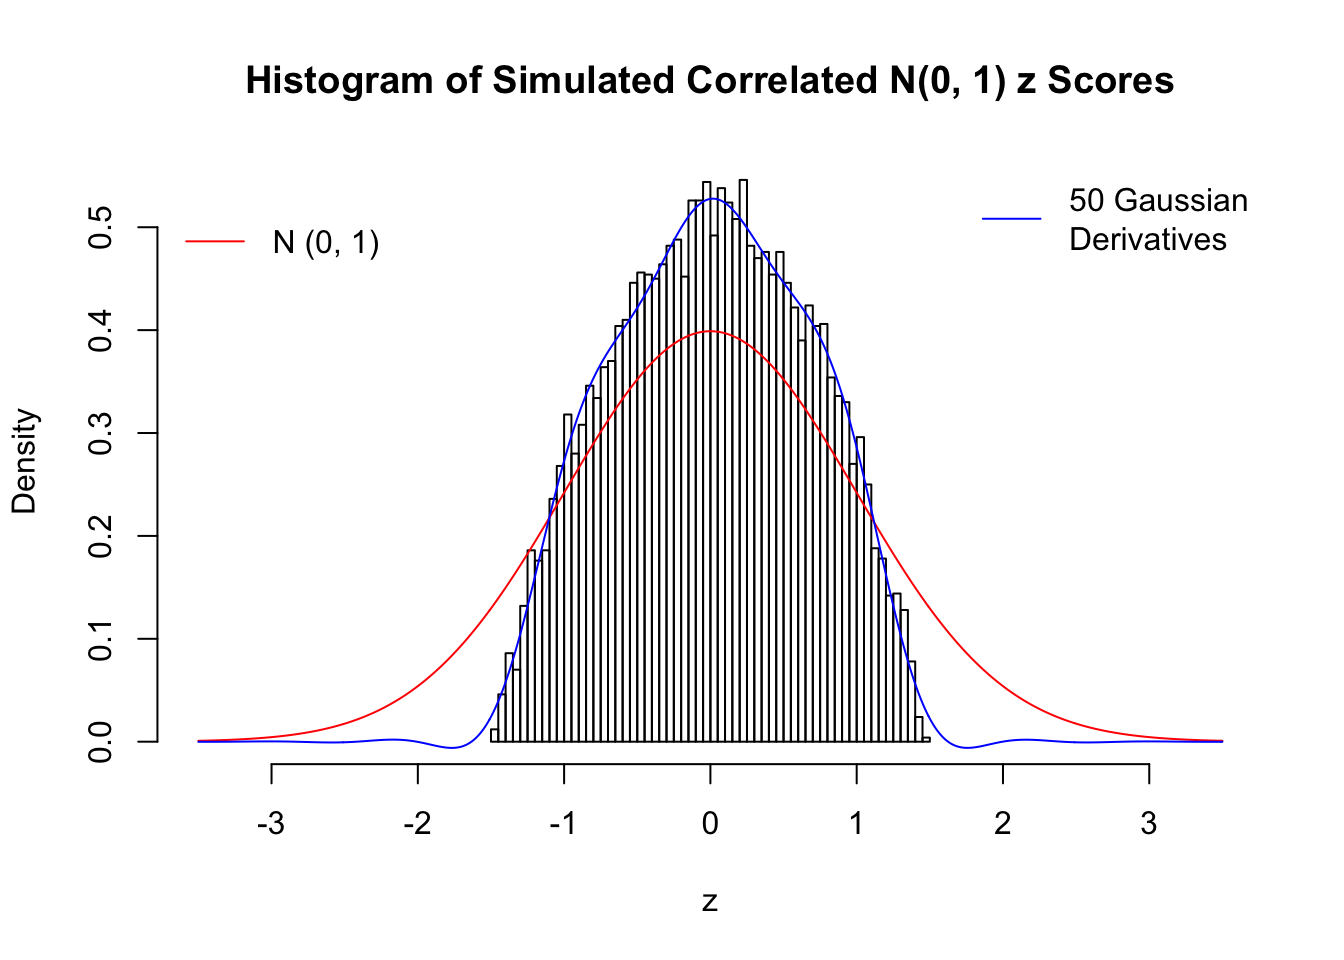 Histogram of Simulated Correlated N(0, 1) z Scores
N (0, 1)
50 Gaussian
Derivatives
Density
0.5
0.4
0.3
0.2
0.1
0.0
-3 -2 -1 0 1 2 3
z